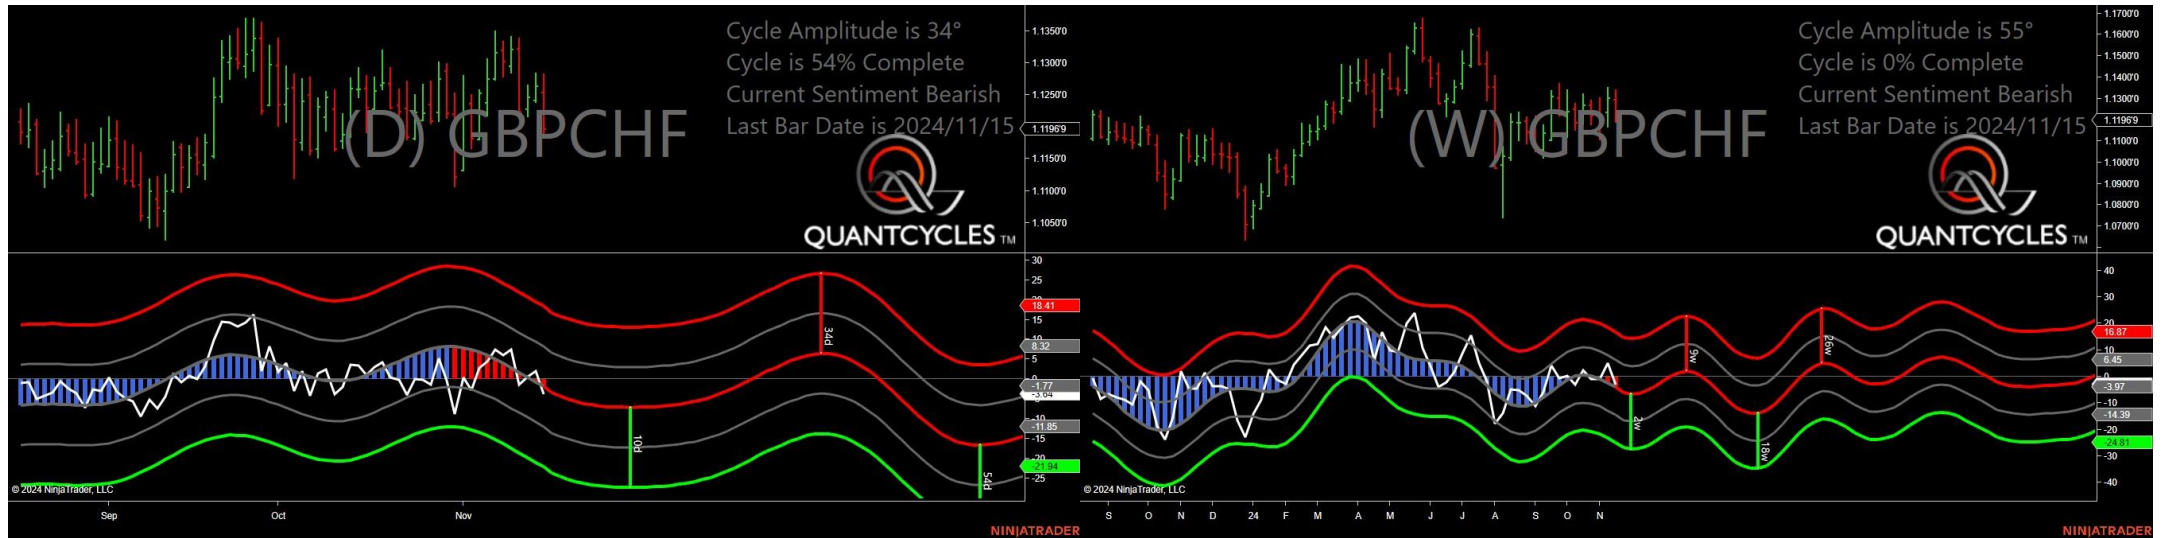 Cycle Amplitude is 34°
Cycle is 54% Complete
Current Sentiment Bearish
Last Bar Date is 2024/11/15
(D) GBPCHF
QUANTCYCLES TM
1.1350'0
1.1300'0
1.1250'0
1.1196'9
1.1150'0
1.1100'0
1.1050'0
30
25
18.41
15
8.32
5
0
-1.77
-3.64
-11.85
-15
-21.94
-25
10d
34d
54d
© 2024 NinjaTrader, LLC
Sep Oct Nov
NINJATRADER
Cycle Amplitude is 55°
Cycle is 0% Complete
Current Sentiment Bearish
Last Bar Date is 2024/11/15
(W) GBPCHF
QUANTCYCLES TM
1.1700'0
1.1600'0
1.1500'0
1.1400'0
1.1300'0
1.1196'9
1.1100'0
1.1000'0
1.0900'0
1.0800'0
1.0700'0
40
30
20
16.87
10
6.45
0
-3.97
-10
-14.39
-20
-24.81
-30
-40
2w
9w
18w
26w
© 2024 NinjaTrader, LLC
S O N D 24 F M A M J J A S O N
NINJATRADER